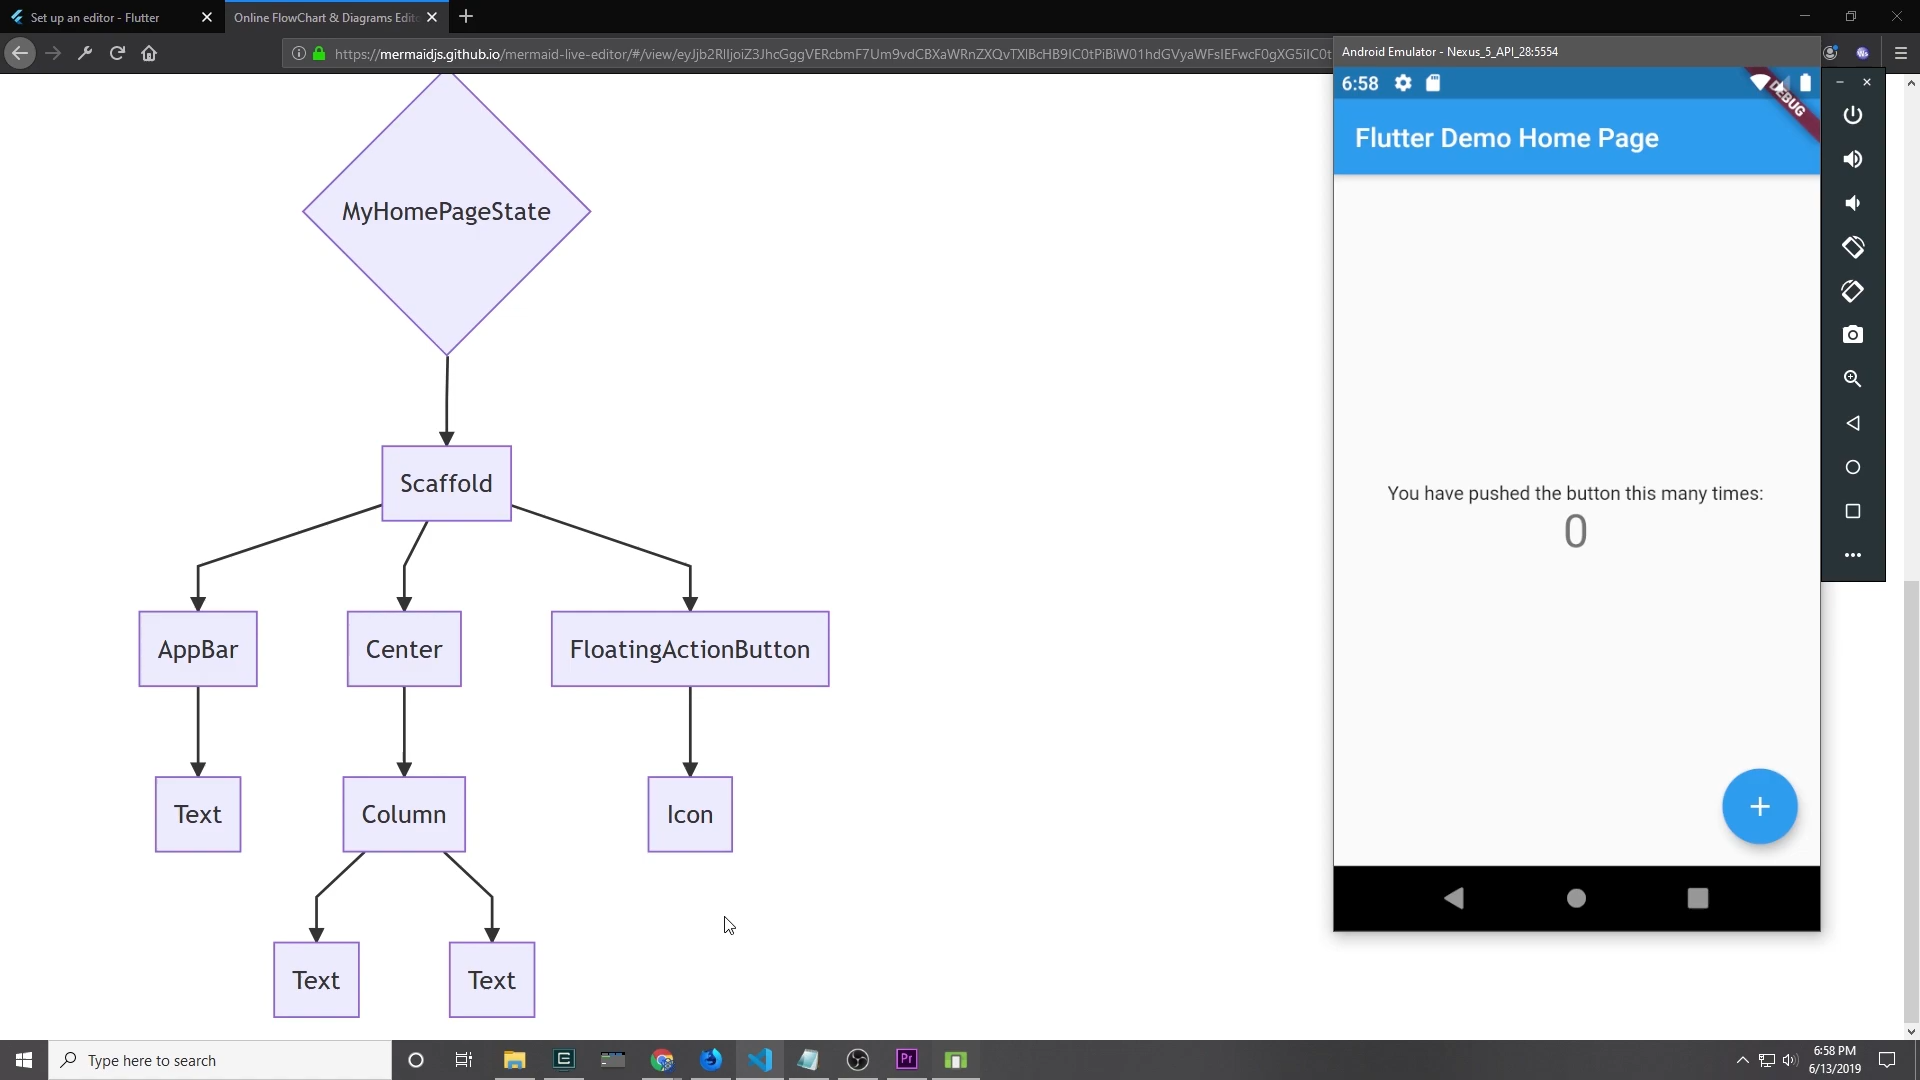 Set up an editor - Flutter
Online FlowChart & Diagrams Edit
https://mermaidjs.github.io/mermaid-live-editor/#/view/eyJjb2RlIjoiZ3JhcGggVERcbmF7Um9vdCBXaWRnZXQvTXlBcHB9IC0tPiBiW01hdGVyaWFsIEFwcF0gXG5iIC0t
Android Emulator - Nexus_5_API_28:5554
6:58
DEBUG
Flutter Demo Home Page
MyHomePageState
Scaffold
You have pushed the button this many times:
0
AppBar
Center
FloatingActionButton
Text
Column
Icon
+
Text
Text
Type here to search
Pr
6:58 PM
6/13/2019